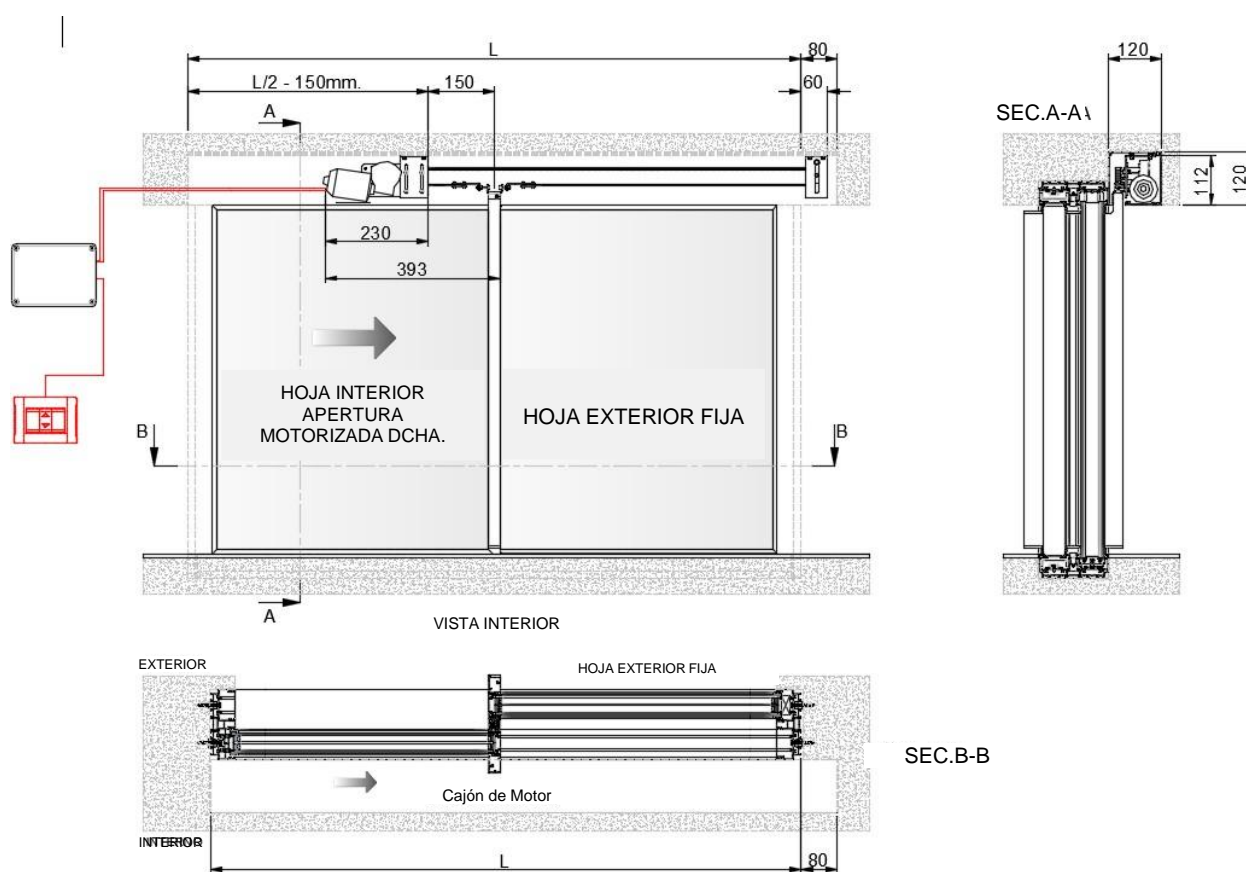 L
80
120
L/2 - 150mm.
150
60
A
SEC.A-A
112
120
230
393
HOJA INTERIOR
APERTURA
MOTORIZADA DCHA.
HOJA EXTERIOR FIJA
B
B
A
VISTA INTERIOR
EXTERIOR
HOJA EXTERIOR FIJA
SEC.B-B
Cajón de Motor
INTERIOR
L
80